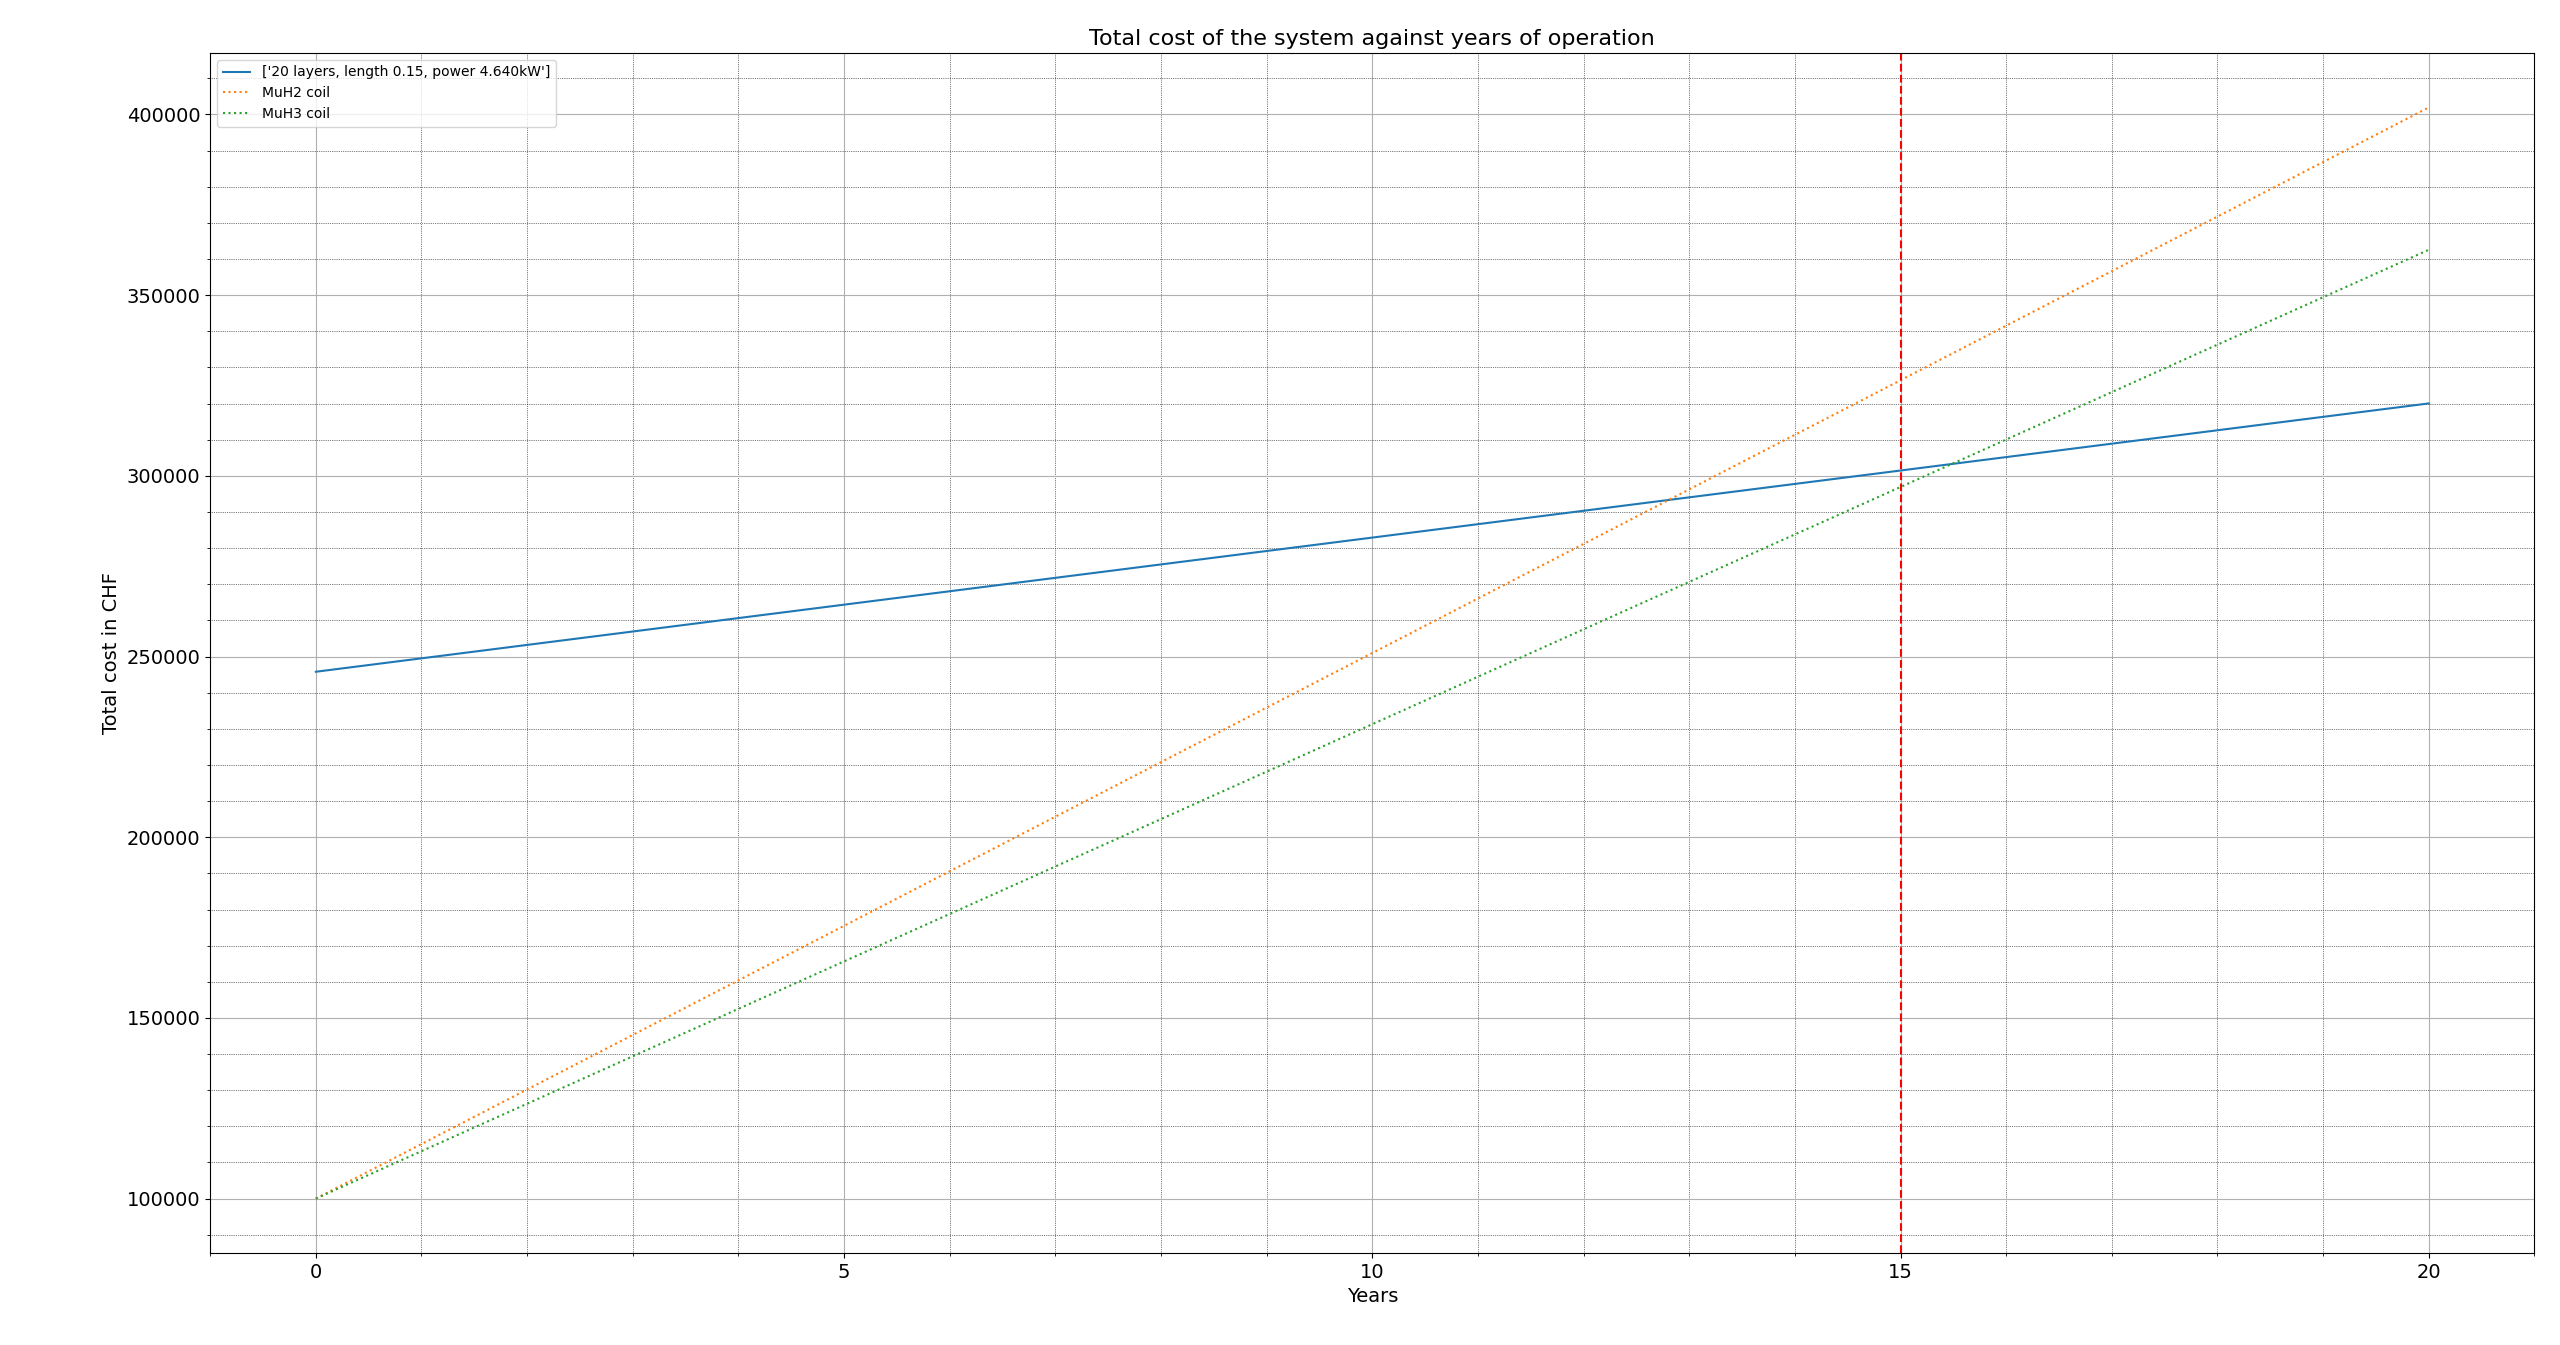 Total cost of the system against years of operation
['20 layers, length 0.15, power 4.640kW']
MuH2 coil
MuH3 coil
400000
350000
300000
250000
200000
150000
100000
Total cost in CHF
0 5 10 15 20
Years